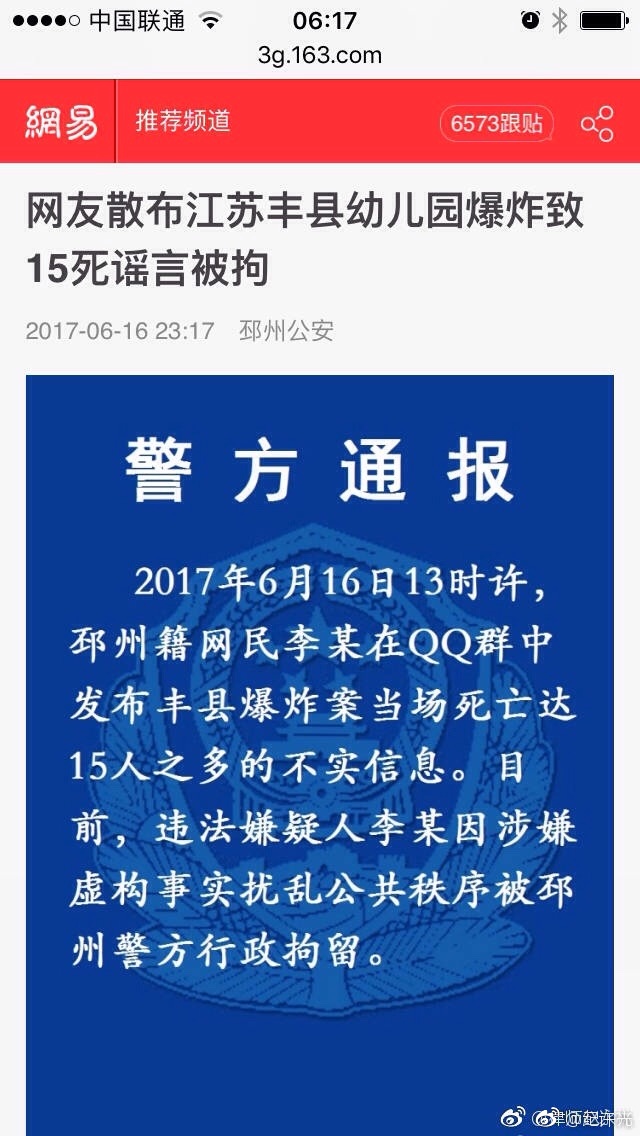 中国联通 06:17
3g.163.com
網易 推荐频道 6573跟贴
网友散布江苏丰县幼儿园爆炸致
15死谣言被拘
2017-06-16 23:17 邳州公安
警方通报
2017年6月16日13时许，
邳州籍网民李某在QQ群中
发布丰县爆炸案当场死亡达
15人之多的不实信息。目
前，违法嫌疑人李某因涉嫌
虚构事实扰乱公共秩序被邳
州警方行政拘留。